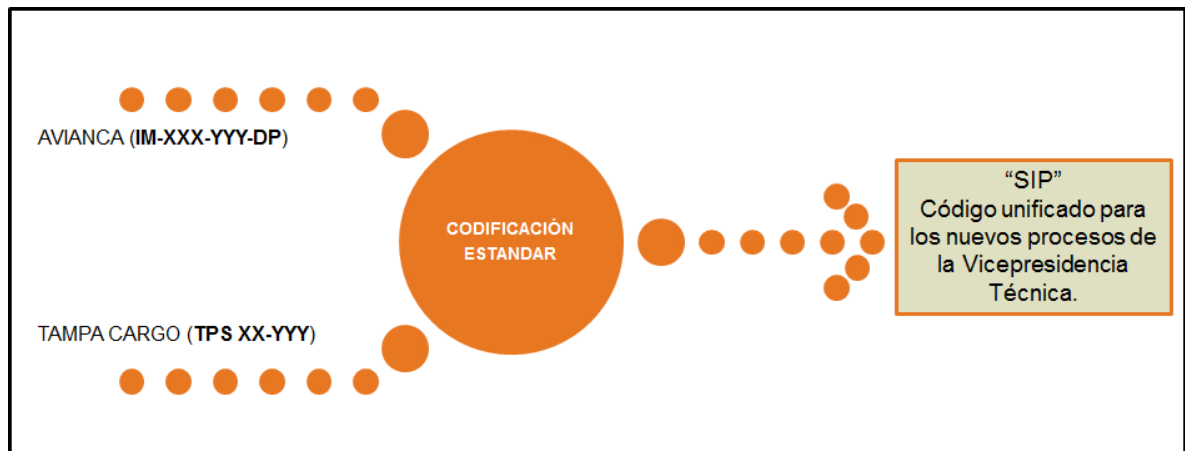 AVIANCA (IM-XXX-YYY-DP)
CODIFICACIÓN
ESTANDAR
TAMPA CARGO (TPS XX-YYY)
“SIP”
Código unificado para
los nuevos procesos de
la Vicepresidencia
Técnica.